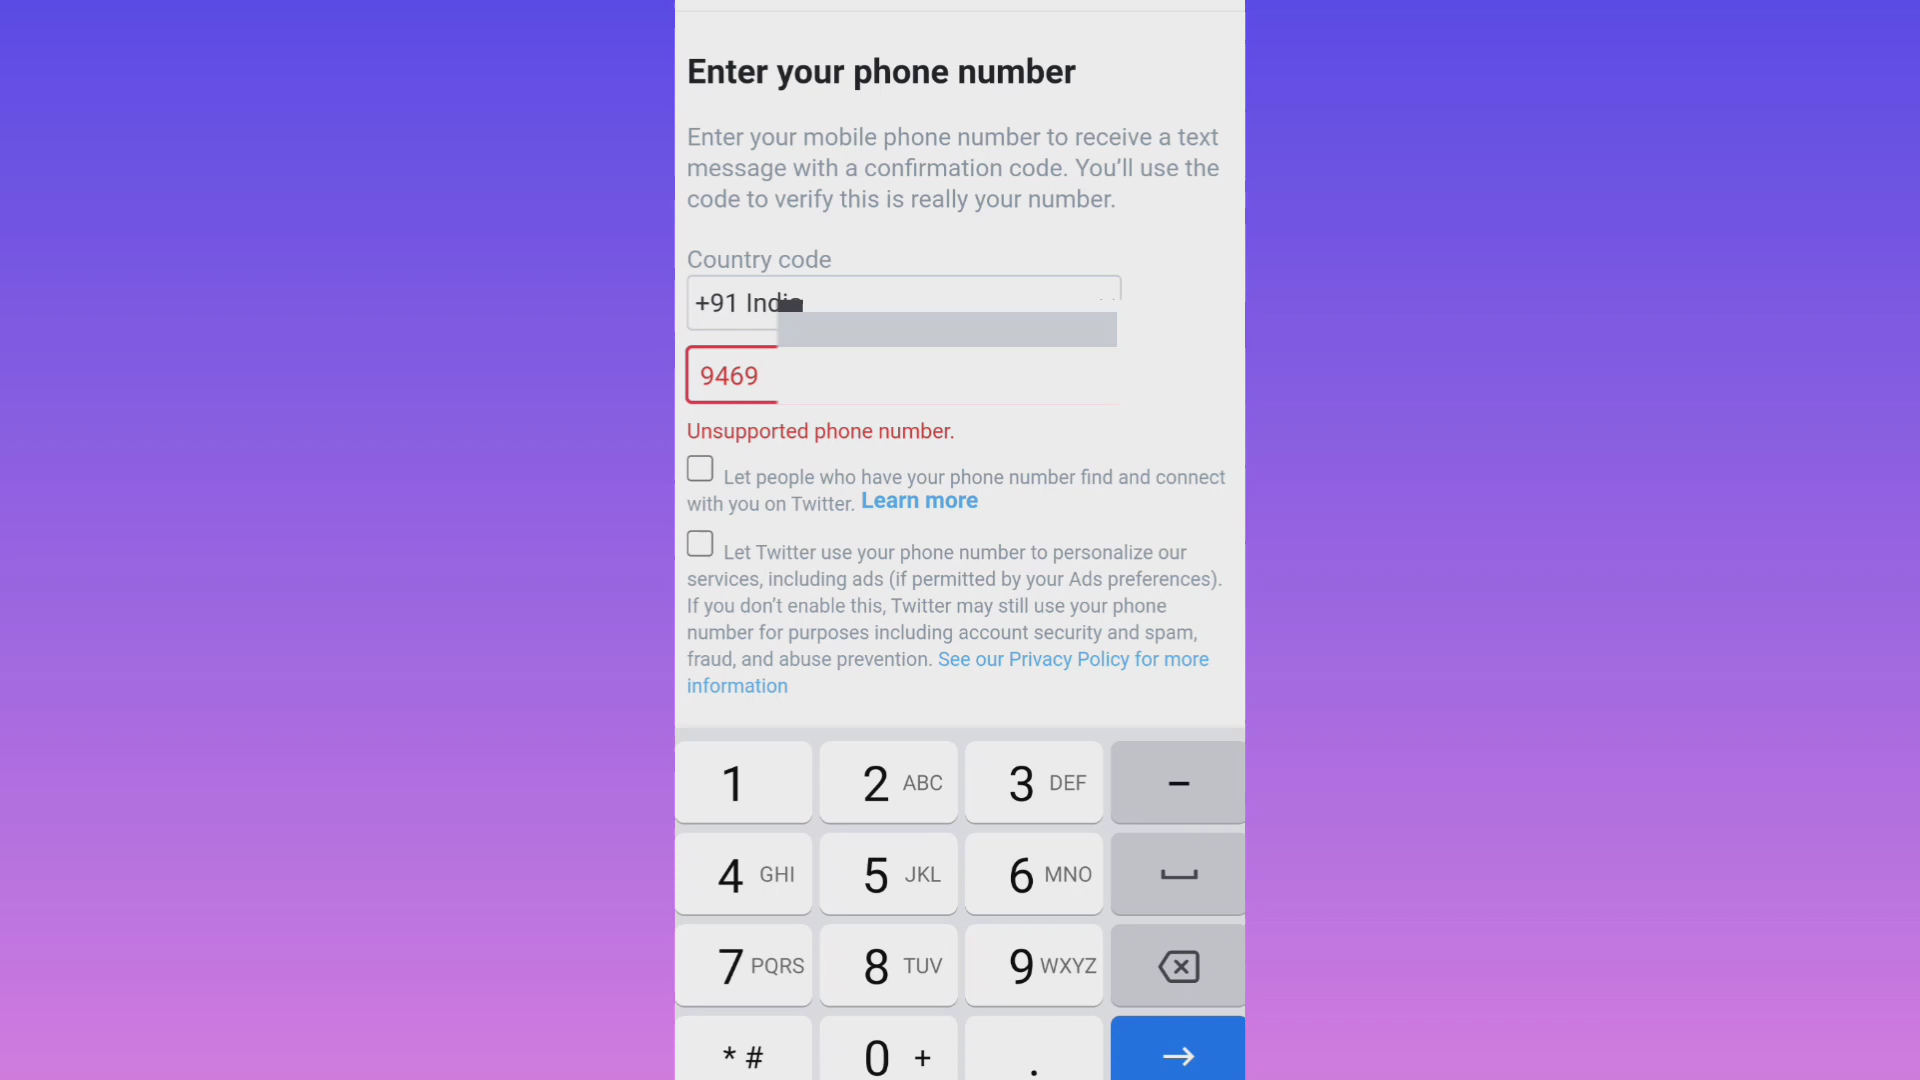 Enter your phone number
Enter your mobile phone number to receive a text
message with a confirmation code. You’ll use the
code to verify this is really your number.
Country code
+91 India
9469
Unsupported phone number.
Let people who have your phone number find and connect
with you on Twitter. Learn more
Let Twitter use your phone number to personalize our
services, including ads (if permitted by your Ads preferences).
If you don’t enable this, Twitter may still use your phone
number for purposes including account security and spam,
fraud, and abuse prevention. See our Privacy Policy for more
information
1 2 ABC 3 DEF –
4 GHI 5 JKL 6 MNO
7 PQRS 8 TUV 9 WXYZ
* # 0 + .